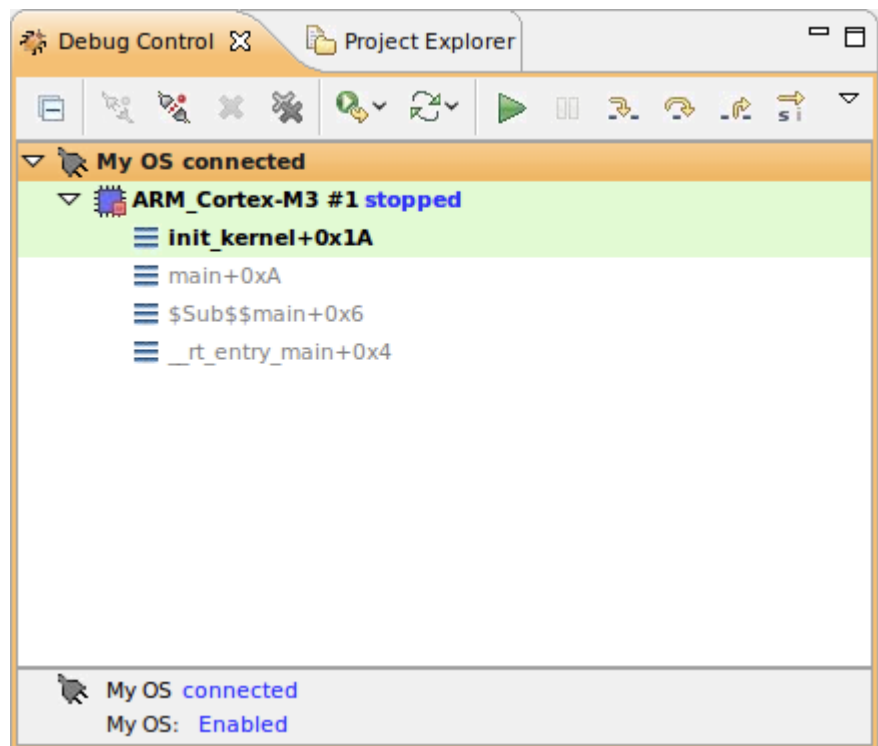 Debug Control Project Explorer
s i
My OS connected
ARM_Cortex-M3 #1 stopped
init_kernel+0x1A
main+0xA
$Sub$$main+0x6
__rt_entry_main+0x4
My OS connected
My OS: Enabled